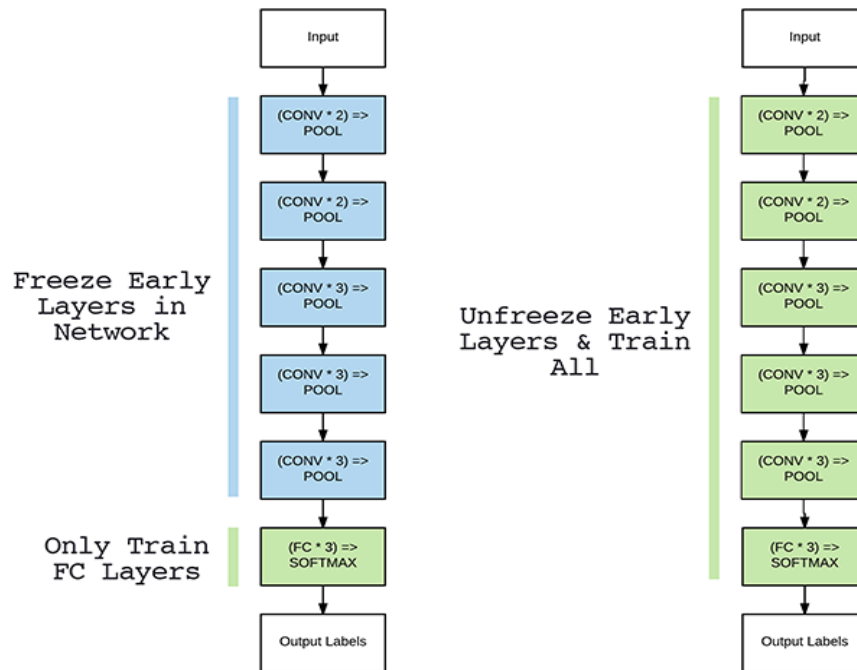 Input
(CONV * 2) =>
POOL
(CONV * 2) =>
POOL
(CONV * 3) =>
POOL
(CONV * 3) =>
POOL
(CONV * 3) =>
POOL
(FC * 3) =>
SOFTMAX
Output Labels
Freeze Early
Layers in
Network
Only Train
FC Layers
Input
(CONV * 2) =>
POOL
(CONV * 2) =>
POOL
(CONV * 3) =>
POOL
(CONV * 3) =>
POOL
(CONV * 3) =>
POOL
(FC * 3) =>
SOFTMAX
Output Labels
Unfreeze Early
Layers & Train
All